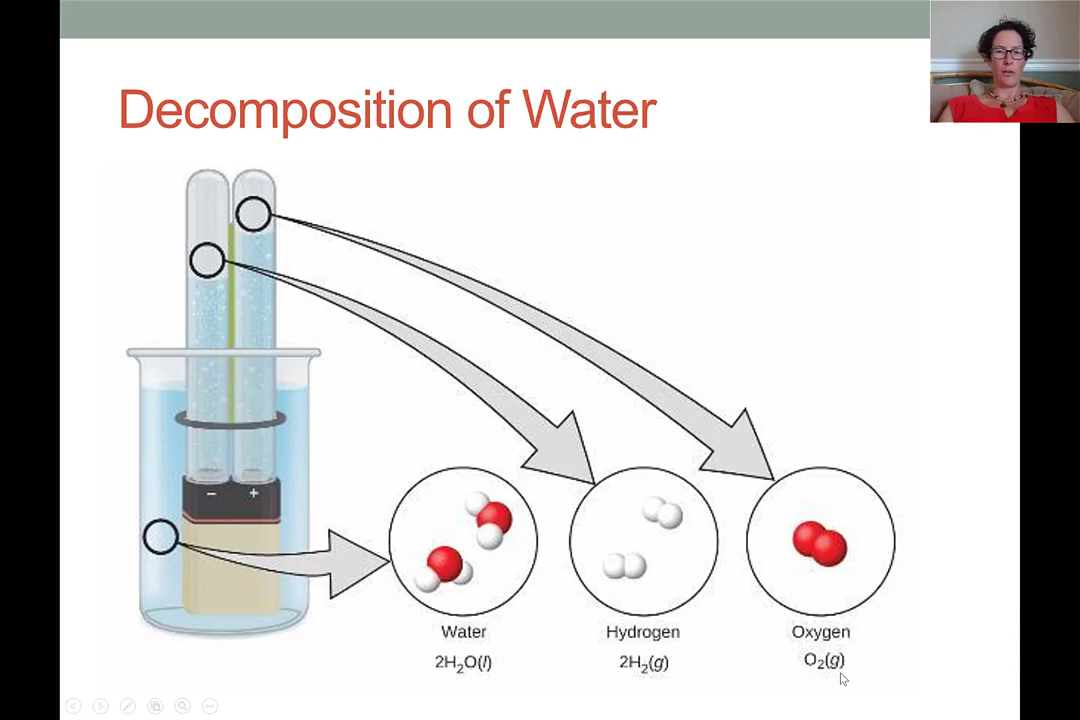 Decomposition of Water
− +
Water
2H₂O(l)
Hydrogen
2H₂(g)
Oxygen
O₂(g)